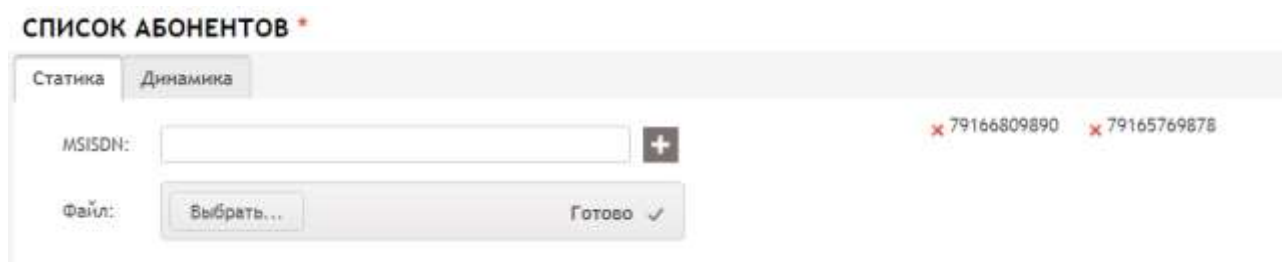 СПИСОК АБОНЕНТОВ *
Статика Динамика
MSISDN: 79166809890 79165769878
Файл: Выбрать... Готово